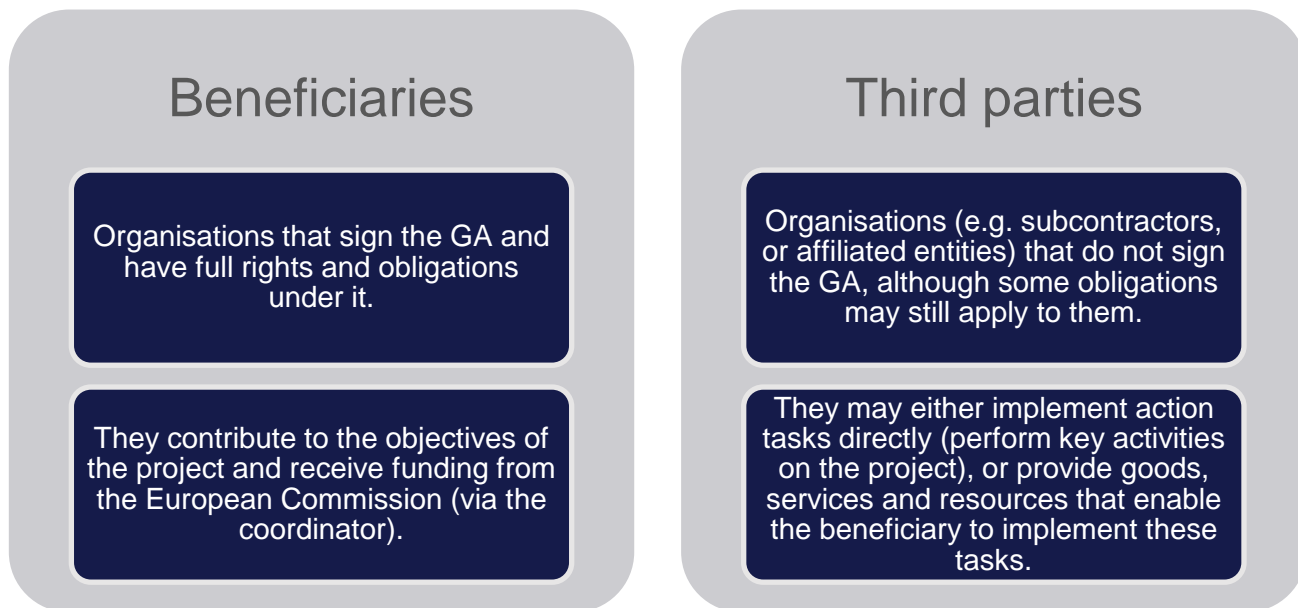 Beneficiaries
Organisations that sign the GA and
have full rights and obligations
under it.
They contribute to the objectives of
the project and receive funding from
the European Commission (via the
coordinator).
Third parties
Organisations (e.g. subcontractors,
or affiliated entities) that do not sign
the GA, although some obligations
may still apply to them.
They may either implement action
tasks directly (perform key activities
on the project), or provide goods,
services and resources that enable
the beneficiary to implement these
tasks.